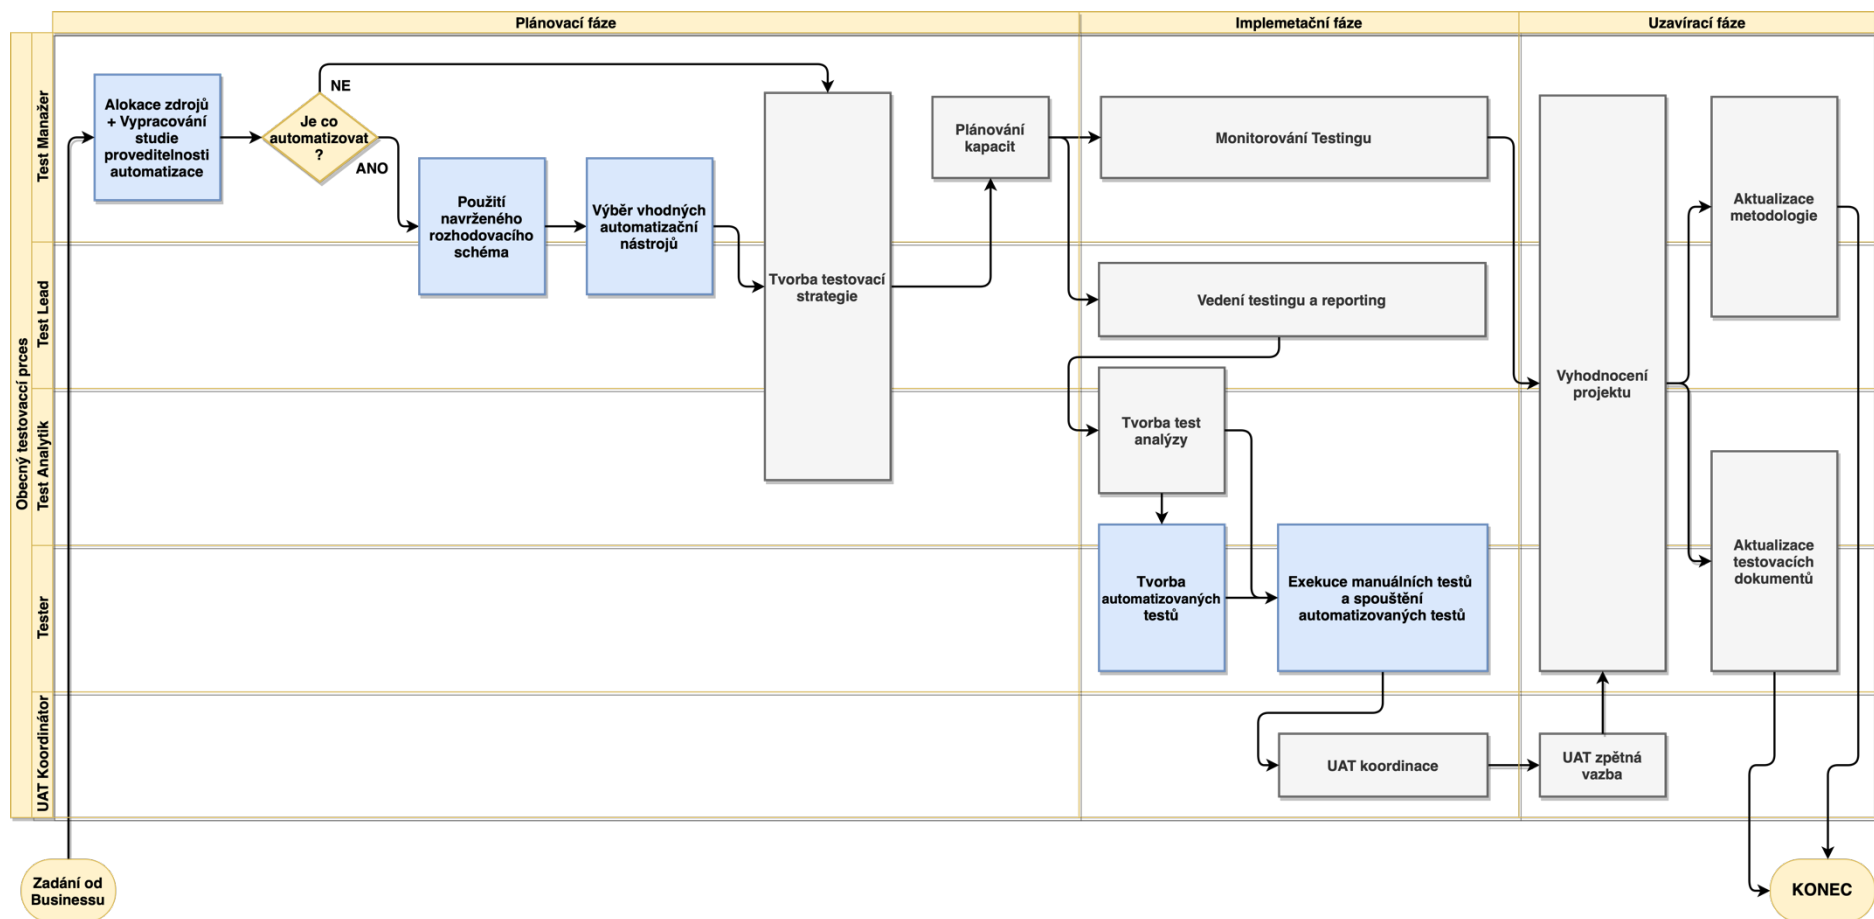 Plánovací fáze
Implemetační fáze
Uzavírací fáze
Obecný testovaccí prces
Test Manažer
Test Lead
Test Analytik
Tester
UAT Koordinátor
Alokace zdrojů
+ Vypracování
studie
proveditelnosti
automatizace
Je co
automatizovat
?
NE
ANO
Použití
navrženého
rozhodovacího
schéma
Výběr vhodných
automatizační
nástrojů
Tvorba testovací
strategie
Plánování
kapacit
Monitorování Testingu
Vedení testingu a reporting
Tvorba test
analýzy
Tvorba
automatizovaných
testů
Exekuce manuálních testů
a spouštění
automatizovaných testů
UAT koordinace
UAT zpětná
vazba
Vyhodnocení
projektu
Aktualizace
metodologie
Aktualizace
testovacích
dokumentů
Zadání od
Businessu
KONEC